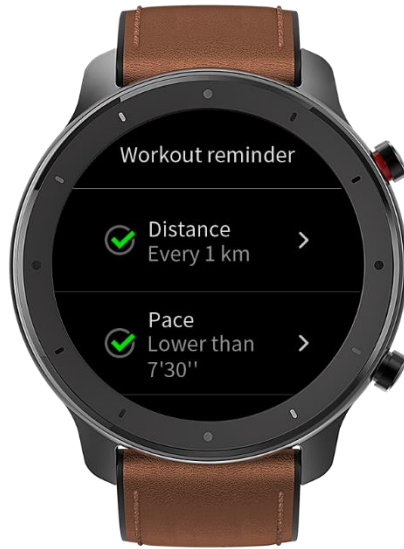 Workout reminder
Distance
Every 1 km
Pace
Lower than
7'30''